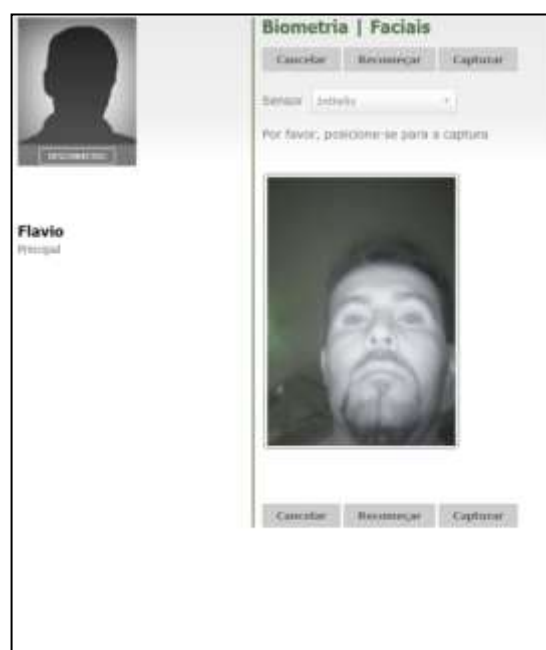 Biometria | Faciais
Cancelar Recomeçar Capturar
Sensor
Por favor, posicione-se para a captura
Flavio
Principal
Cancelar Recomeçar Capturar